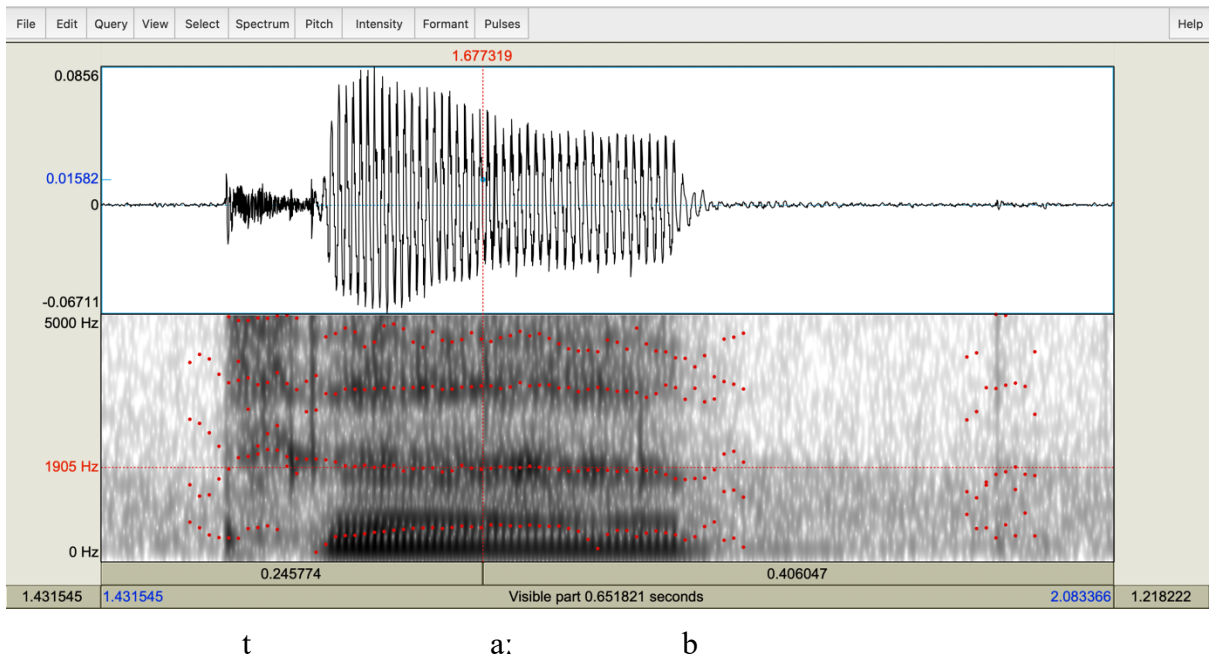 File Edit Query View Select Spectrum Pitch Intensity Formant Pulses Help
1.677319
0.0856
0.01582
0
-0.06711
5000 Hz
1905 Hz
0 Hz
0.245774 0.406047
1.431545 1.431545 Visible part 0.651821 seconds 2.083366 1.218222
t aː b